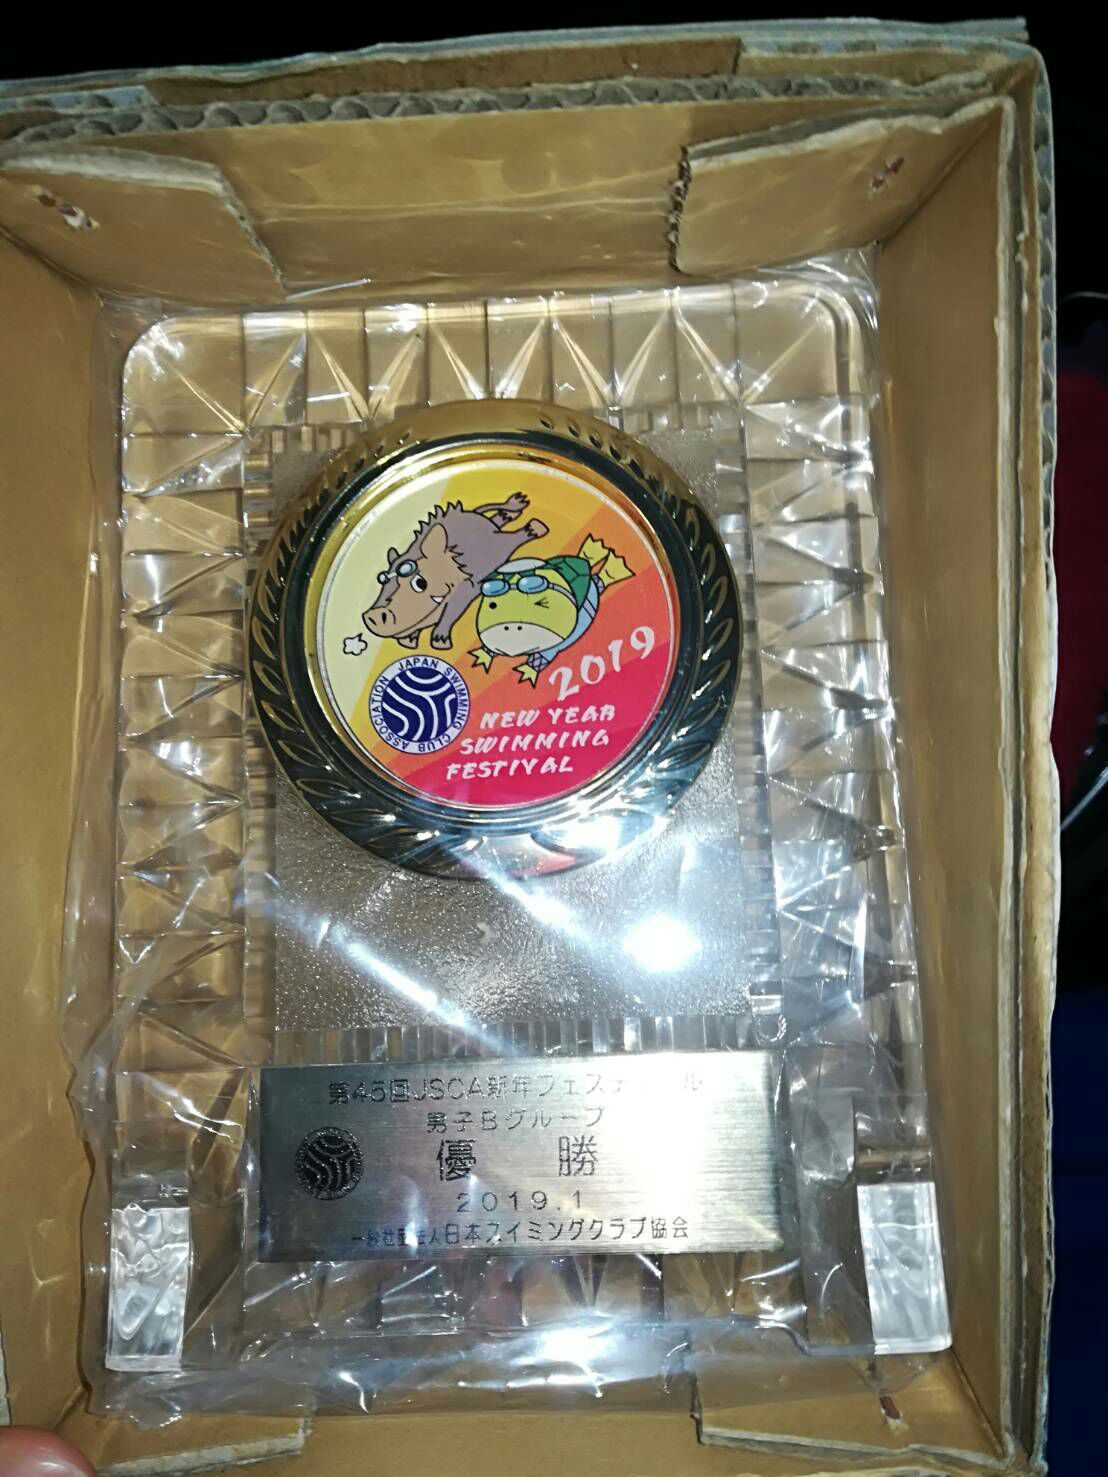 JAPAN SWIMMING CLUB ASSOCIATION
2019
NEW YEAR
SWIMMING
FESTIVAL
第45回JSCA新年フェスティバル
男子Bグループ
優 勝
2019.1
一般社団法人日本スイミングクラブ協会